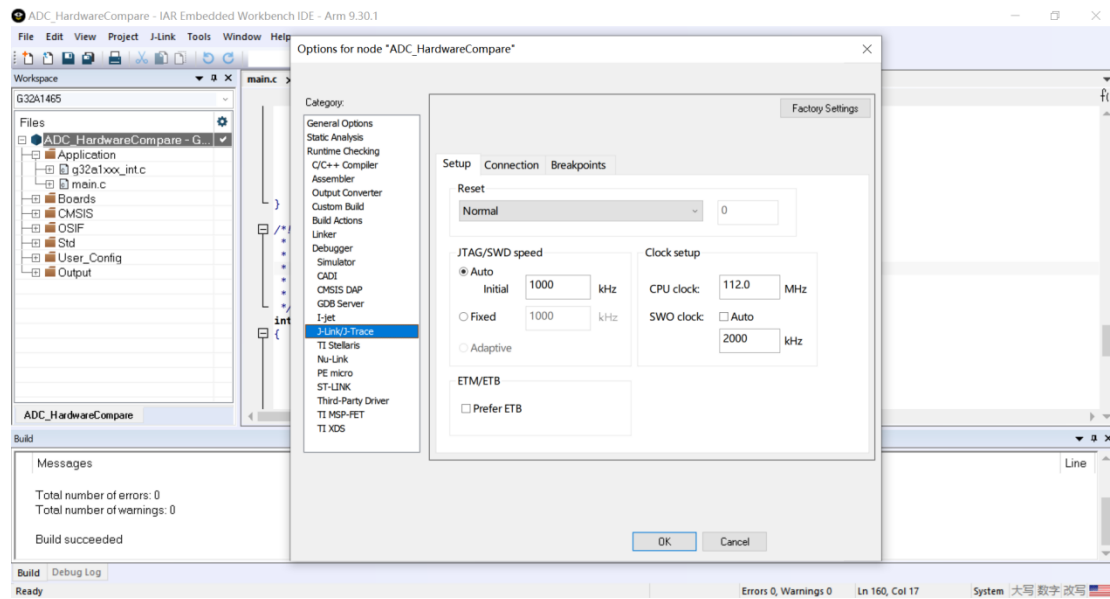 ADC_HardwareCompare - IAR Embedded Workbench IDE - Arm 9.30.1
File Edit View Project J-Link Tools Window Help
Workspace
G32A1465
Files
ADC_HardwareCompare - G...
Application
g32a1xxx_int.c
main.c
Boards
CMSIS
OSIF
Std
User_Config
Output
ADC_HardwareCompare
main.c
}
/*!
*
*
*
*
*/
int
{
Options for node "ADC_HardwareCompare"
Category:
General Options
Static Analysis
Runtime Checking
C/C++ Compiler
Assembler
Output Converter
Custom Build
Build Actions
Linker
Debugger
Simulator
CADI
CMSIS DAP
GDB Server
I-jet
J-Link/J-Trace
TI Stellaris
Nu-Link
PE micro
ST-LINK
Third-Party Driver
TI MSP-FET
TI XDS
Factory Settings
Setup Connection Breakpoints
Reset
Normal 0
JTAG/SWD speed
Auto
Initial 1000 kHz
Fixed 1000 kHz
Adaptive
Clock setup
CPU clock: 112.0 MHz
SWO clock: Auto
2000 kHz
ETM/ETB
Prefer ETB
OK Cancel
Build
Messages Line
Total number of errors: 0
Total number of warnings: 0
Build succeeded
Build Debug Log
Ready Errors 0, Warnings 0 Ln 160, Col 17 System 大写 数字 改写